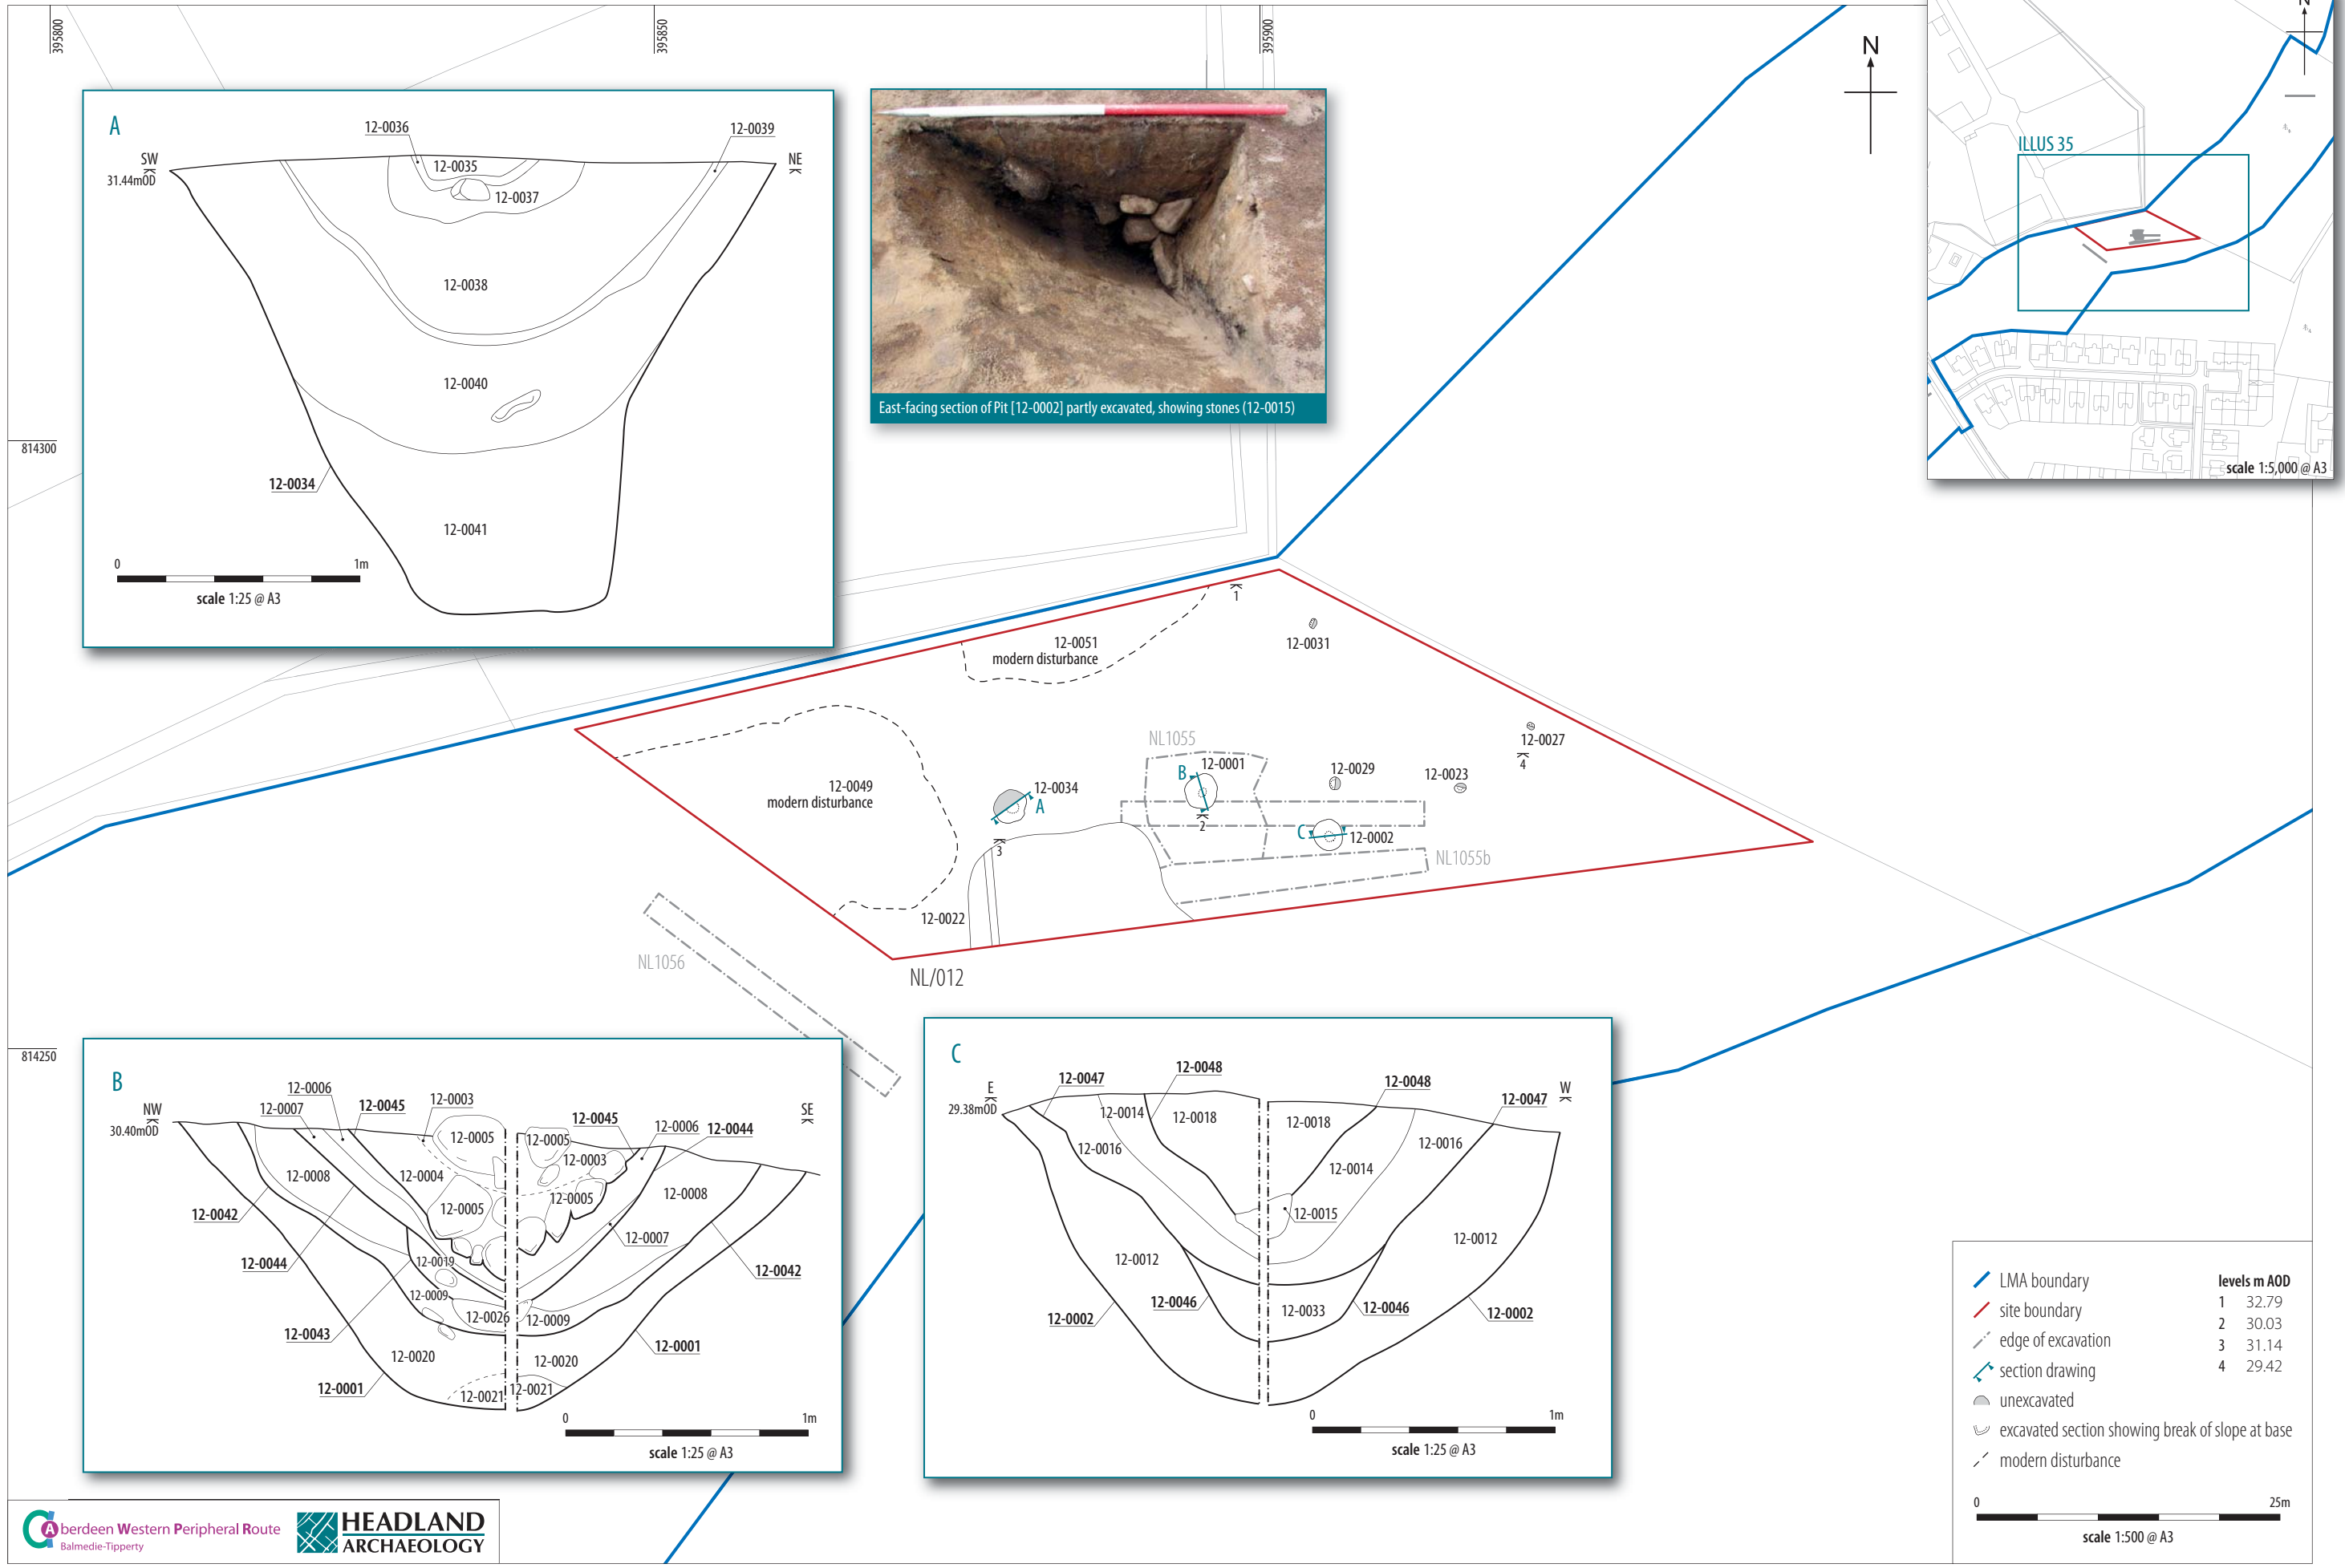 395800
395850
395900
814300
814250
A
SW
31.44mOD
NE
12-0036
12-0035
12-0039
12-0037
12-0038
12-0040
12-0034
12-0041
0 1m
scale 1:25 @ A3
East-facing section of Pit [12-0002] partly excavated, showing stones (12-0015)
N
N
ILLUS 35
scale 1:5,000 @ A3
1
12-0051
modern disturbance
12-0031
12-0027
4
NL1055
12-0049
modern disturbance
12-0034
A
B
12-0001
2
12-0029
12-0023
C
12-0002
3
NL1055b
12-0022
NL1056
NL/012
B
NW
30.40mOD
SE
12-0006
12-0007
12-0045
12-0003
12-0005
12-0005
12-0045
12-0006
12-0044
12-0003
12-0008
12-0004
12-0005
12-0005
12-0008
12-0042
12-0007
12-0044
12-0019
12-0042
12-0009
12-0026
12-0009
12-0043
12-0001
12-0020
12-0020
12-0001
12-0021
12-0021
0 1m
scale 1:25 @ A3
C
E
29.38mOD
W
12-0047
12-0048
12-0048
12-0047
12-0014
12-0018
12-0018
12-0016
12-0016
12-0014
12-0015
12-0012
12-0012
12-0046
12-0033
12-0046
12-0002
12-0002
0 1m
scale 1:25 @ A3
LMA boundary
site boundary
edge of excavation
section drawing
unexcavated
excavated section showing break of slope at base
modern disturbance
levels m AOD
1 32.79
2 30.03
3 31.14
4 29.42
0 25m
scale 1:500 @ A3
Aberdeen Western Peripheral Route
Balmedie-Tipperty
HEADLAND
ARCHAEOLOGY